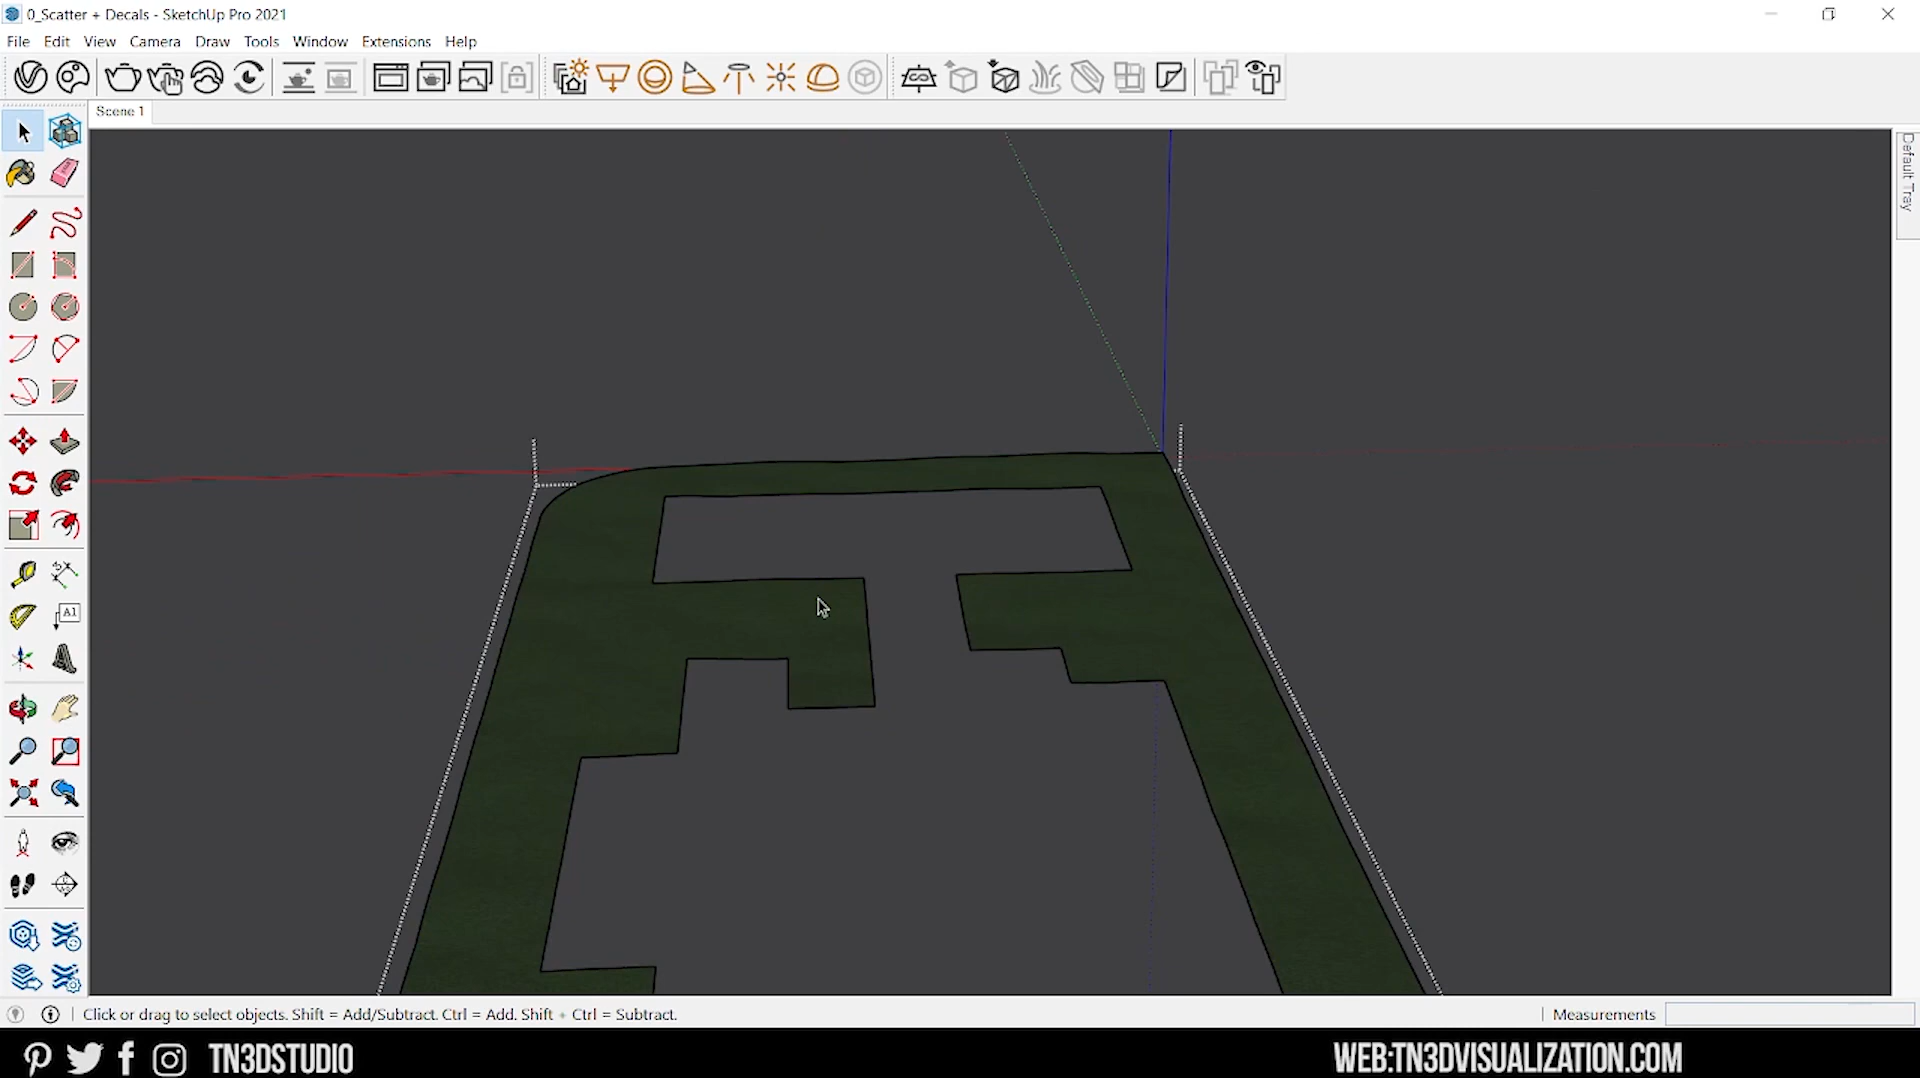 0_Scatter + Decals - SketchUp Pro 2021
File Edit View Camera Draw Tools Window Extensions Help
Scene 1
Default Tray
A1
Click or drag to select objects. Shift = Add/Subtract. Ctrl = Add. Shift + Ctrl = Subtract.
Measurements
TN3DSTUDIO
WEB:TN3DVISUALIZATION.COM